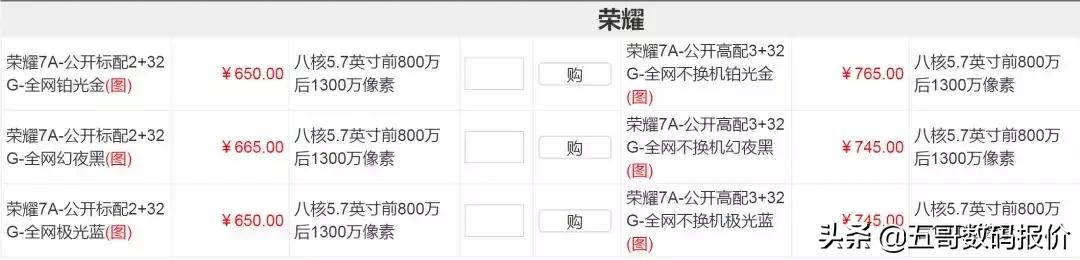 荣耀
荣耀7A-公开标配2+32
G-全网铂光金(图)
￥650.00
八核5.7英寸前800万
后1300万像素
购
荣耀7A-公开高配3+32
G-全网不换机铂光金
(图)
￥765.00
八核5.7英寸前800万
后1300万像素
荣耀7A-公开标配2+32
G-全网幻夜黑(图)
￥665.00
八核5.7英寸前800万
后1300万像素
购
荣耀7A-公开高配3+32
G-全网不换机幻夜黑
(图)
￥745.00
八核5.7英寸前800万
后1300万像素
荣耀7A-公开标配2+32
G-全网极光蓝(图)
￥650.00
八核5.7英寸前800万
后1300万像素
购
荣耀7A-公开高配3+32
G-全网不换机极光蓝
(图)
￥745.00
八核5.7英寸前800万
后1300万像素
头条@五哥数码报价